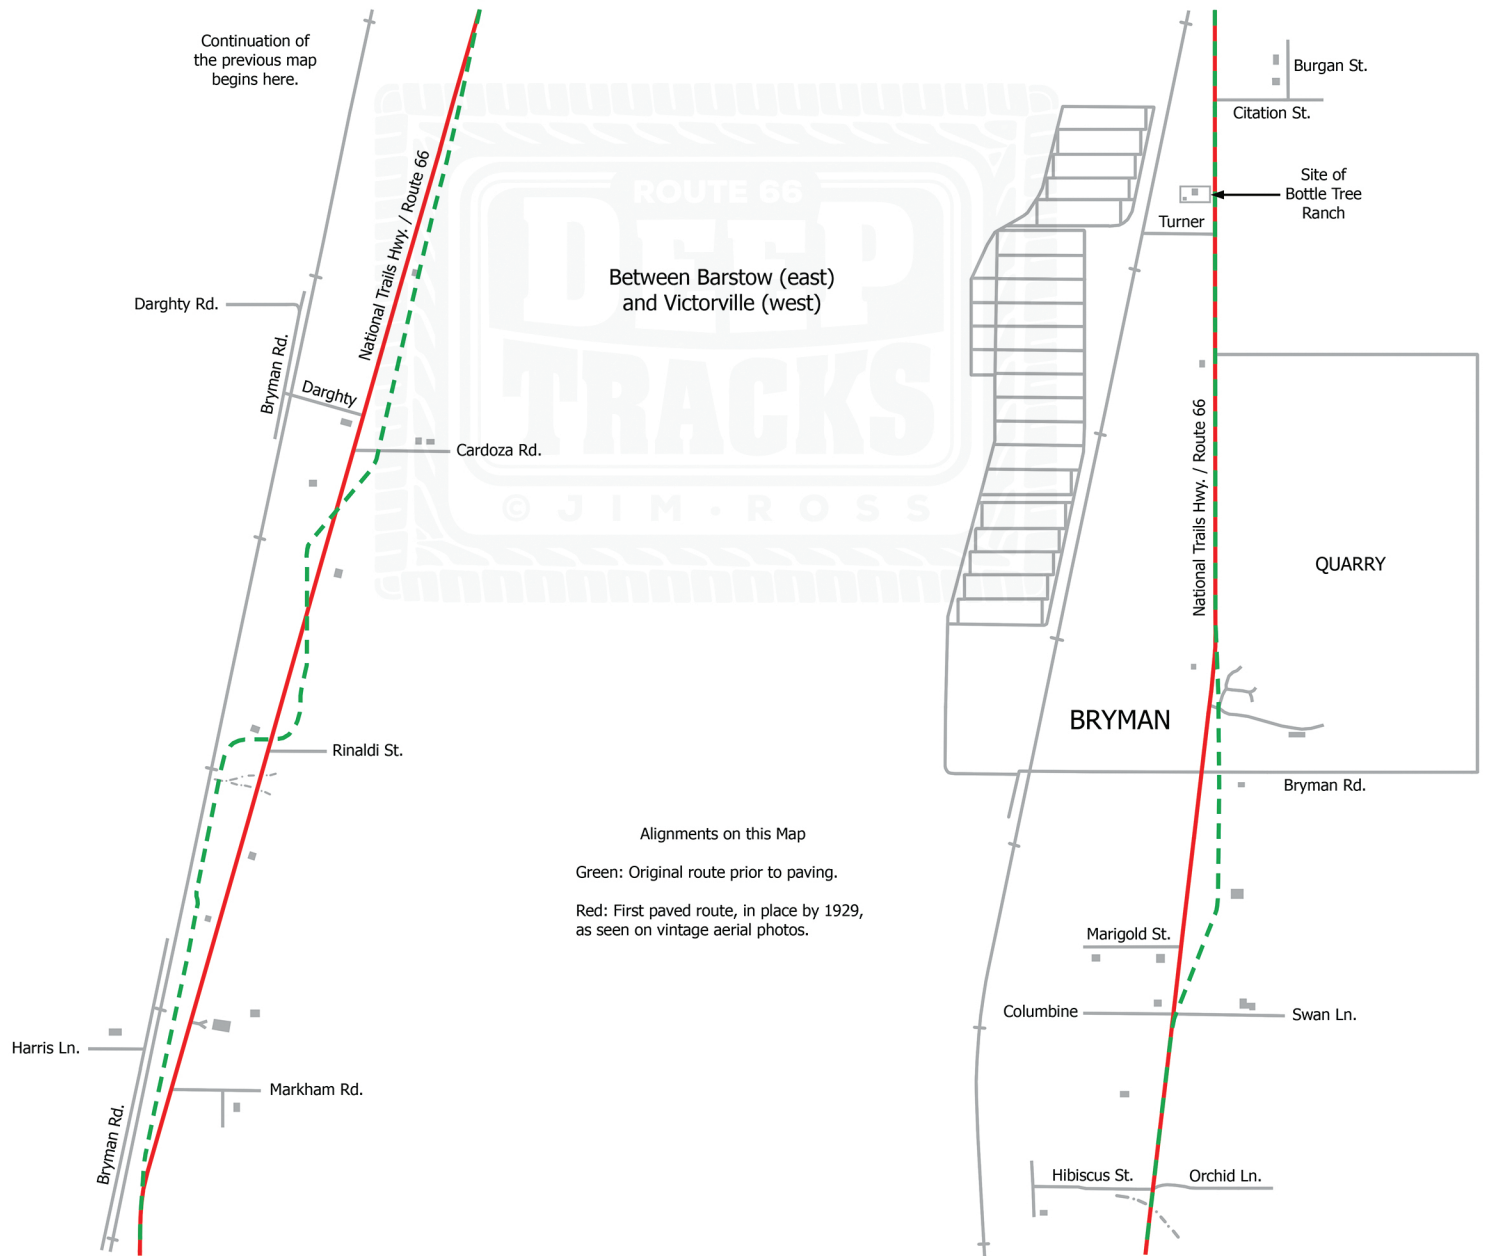 Continuation of
the previous map
begins here.
National Trails Hwy. / Route 66
Darghty Rd.
Bryman Rd.
Darghty
Cardoza Rd.
Rinaldi St.
Harris Ln.
Markham Rd.
Bryman Rd.
ROUTE 66
DEEP
TRACKS
© JIM · ROSS
Between Barstow (east)
and Victorville (west)
Alignments on this Map
Green: Original route prior to paving.
Red: First paved route, in place by 1929,
as seen on vintage aerial photos.
Burgan St.
Citation St.
Site of
Bottle Tree
Ranch
Turner
National Trails Hwy. / Route 66
QUARRY
BRYMAN
Bryman Rd.
Marigold St.
Columbine
Swan Ln.
Hibiscus St.
Orchid Ln.